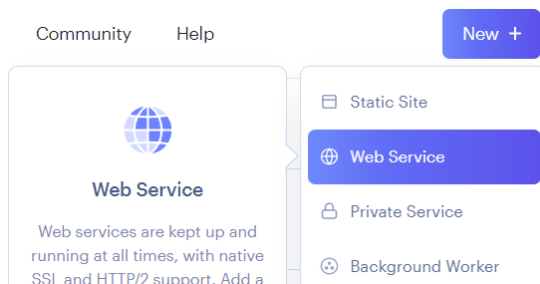 Community
Help
New +
Web Service
Web services are kept up and
running at all times, with native
SSL and HTTP/2 support. Add a
Static Site
Web Service
Private Service
Background Worker